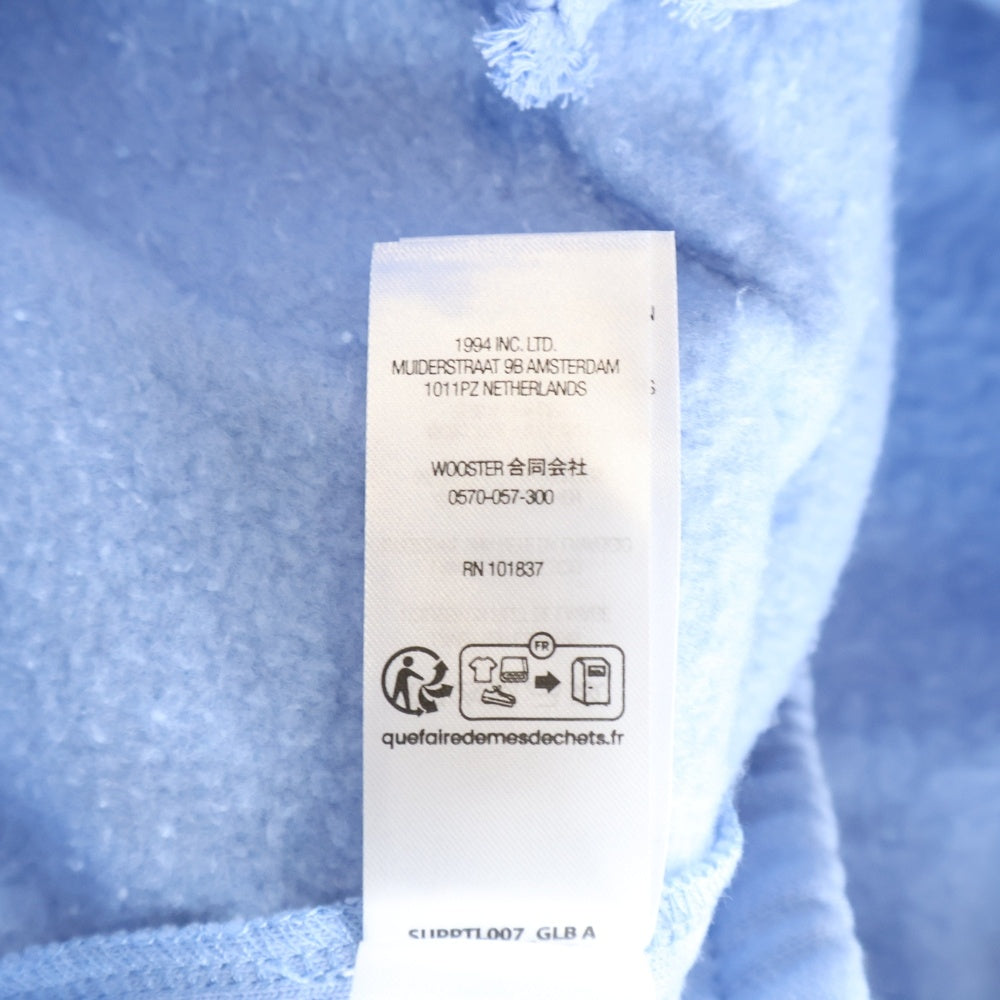 1994 INC. LTD.
MUIDERSTRAAT 9B AMSTERDAM
1011PZ NETHERLANDS
WOOSTER 合同会社
0570-057-300
RN 101837
FR
quefairedemesdechets.fr
SUPPTL007_GLB A